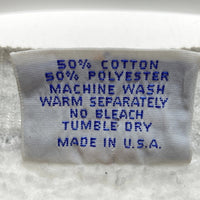 50% COTTON
50% POLYESTER
MACHINE WASH
WARM SEPARATELY
NO BLEACH
TUMBLE DRY
MADE IN U.S.A.